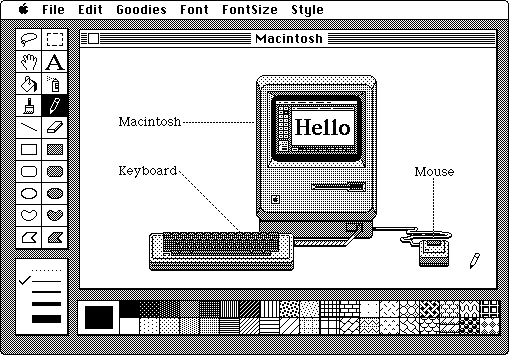 File Edit Goodies Font FontSize Style
Macintosh
A
Hello
Macintosh
Keyboard
Mouse